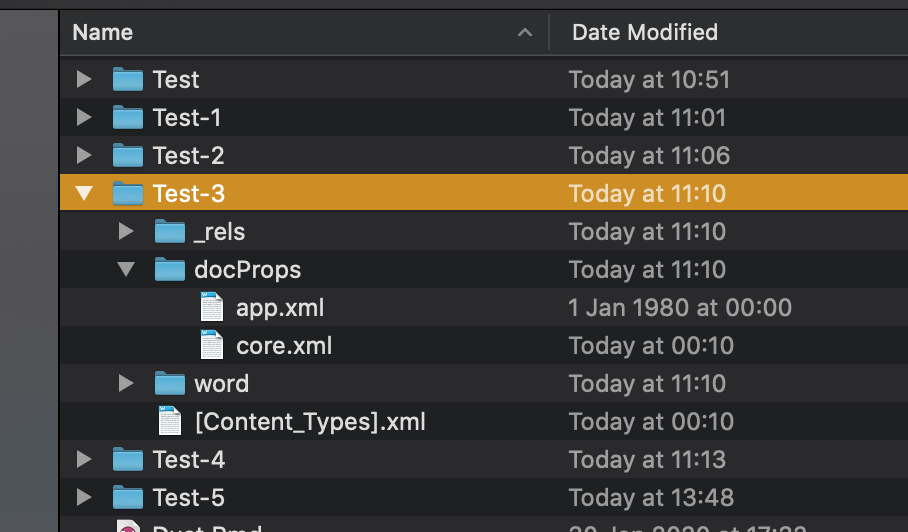 Name Date Modified
Test Today at 10:51
Test-1 Today at 11:01
Test-2 Today at 11:06
Test-3 Today at 11:10
_rels Today at 11:10
docProps Today at 11:10
app.xml 1 Jan 1980 at 00:00
core.xml Today at 00:10
word Today at 11:10
[Content_Types].xml Today at 00:10
Test-4 Today at 11:13
Test-5 Today at 13:48